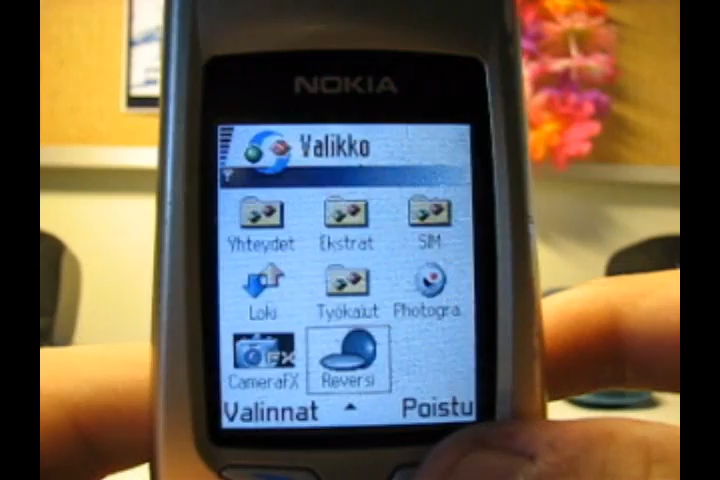 NOKIA
Valikko
Yhteydet Ekstrat SIM
Loki Työkalut Photogra
CameraFX Reversi
Valinnat Poistu